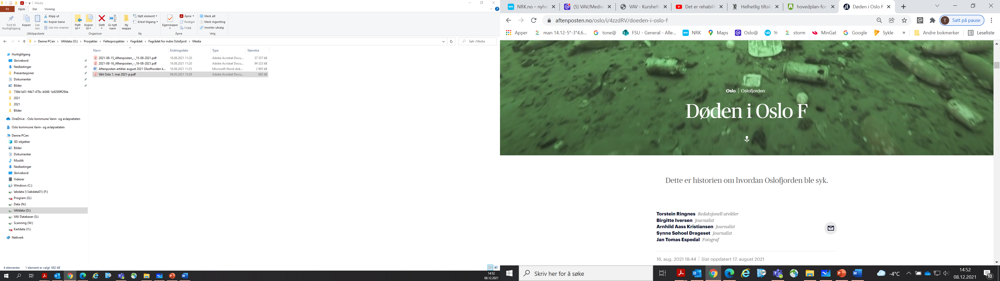 Media
Fil Hjem Del Visning
Fest til Hurtigtilgang
Kopier
Lim inn
Klipp ut
Kopier bane
Lim inn snarvei
Utklippstavle
Flytt til
Kopier til
Slett
Gi nytt navn
Organiser
Ny mappe
Nytt element
Enkel tilgang
Ny
Egenskaper
Åpne
Rediger
Logg
Åpne
Merk alt
Merk ingenting
Inverter utvalg
Velg
Denne PCen > VAVdata (O:) > Prosjekter > Fellesprosjekter > Fagrådet > Fagrådet for indre Oslofjord > Media
Søk i Media
Hurtigtilgang
Skrivebord
Nedlastinger
Presentasjoner
Dokumenter
Bilder
736b1e01-f4b7-478c-b048-1e9290ff294a
2021
2021
Bilder
OneDrive - Oslo kommune Vann- og avløpsetaten
Oslo kommune Vann- og avløpsetaten
Denne PCen
3D-objekter
Bilder
Dokumenter
Musikk
Nedlastinger
Skrivebord
Videoer
Windows (C:)
labdata (\\labdata01) (F:)
Program (G:)
Data (N:)
VAVdata (O:)
VAV Databaser (S:)
Scanning (W:)
Kartdata (Y:)
Nettverk
Navn Endringsdato Type Størrelse
2021-08-15_Aftenposten_-_15-08-2021.pdf 16.08.2021 11:20 Adobe Acrobat Docu... 37 357 kB
2021-08-16_Aftenposten_-_16-08-2021.pdf 16.08.2021 11:20 Adobe Acrobat Docu... 94 323 kB
Aftenposten artikler august 2021 Olsofhorden k... 16.08.2021 11:25 Microsoft Word-dok... 2 865 kB
Vårt Oslo 1. mai 2021-p.pdf 04.05.2021 15:29 Adobe Acrobat Docu... 683 kB
4 elementer 1 element er valgt 682 kB
14:52
08.12.2021
NRK.no – nyhe
(5) VAV/Medie
VAV - Kurshefte
Det er rehabilit
Helhetlig tiltak
hovedplan-for
Døden i Oslo F
aftenposten.no/oslo/i/4zzdRV/doeden-i-oslo-f
T Satt på pause
Apper
man 14.12-5°-3°4,6...
tone@
FSU - General - Alle...
NRK
Maps
Oslo@
Yr
storm
MinGat
Google
Sykle
»
Andre bokmerker
Leseliste
Oslo | Oslofjorden
Døden i Oslo F
Dette er historien om hvordan Oslofjorden ble syk.
Torstein Ringnes Redaksjonell utvikler
Birgitte Iversen Journalist
Arnhild Aass Kristiansen Journalist
Synne Søhoel Drageset Journalist
Jan Tomas Espedal Fotograf
16. aug. 2021 18:44 | Sist oppdatert 17. august 2021
Skriv her for å søke
-4°C
14:52
08.12.2021
10